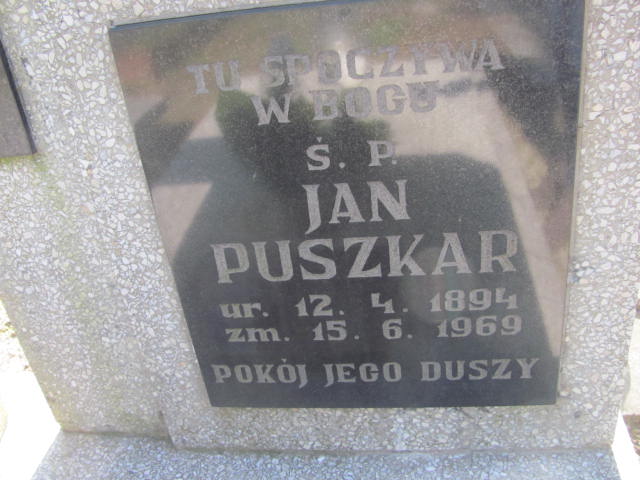 TU SPOCZYWA
W BOGU
Ś. P.
JAN
PUSZKAR
ur. 12. 4. 1894
zm. 15. 6. 1969
POKÓJ JEGO DUSZY